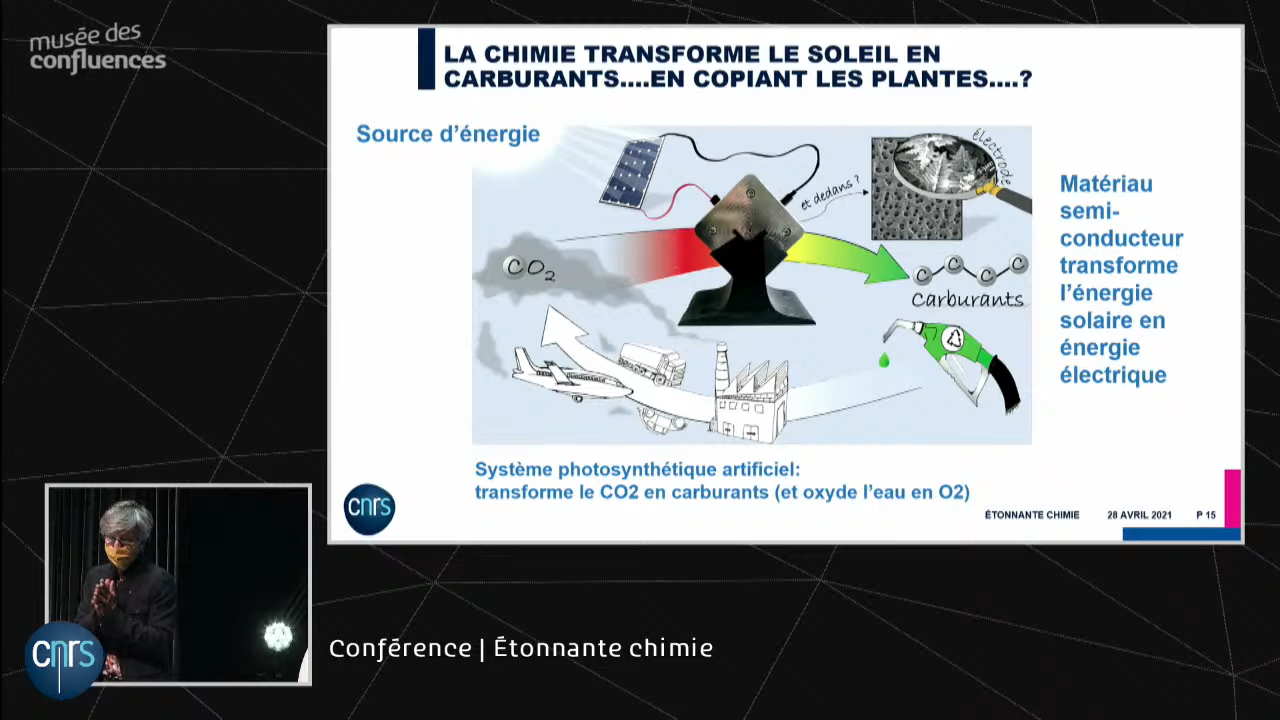 musée des
confluences
LA CHIMIE TRANSFORME LE SOLEIL EN
CARBURANTS....EN COPIANT LES PLANTES....?
Source d'énergie
électrode
et dedans ?
CO2
C C C C
Carburants
Matériau
semi-
conducteur
transforme
l'énergie
solaire en
énergie
électrique
Système photosynthétique artificiel:
transforme le CO2 en carburants (et oxyde l'eau en O2)
cnrs
ÉTONNANTE CHIMIE 28 AVRIL 2021 P 15
cnrs
Conférence | Étonnante chimie